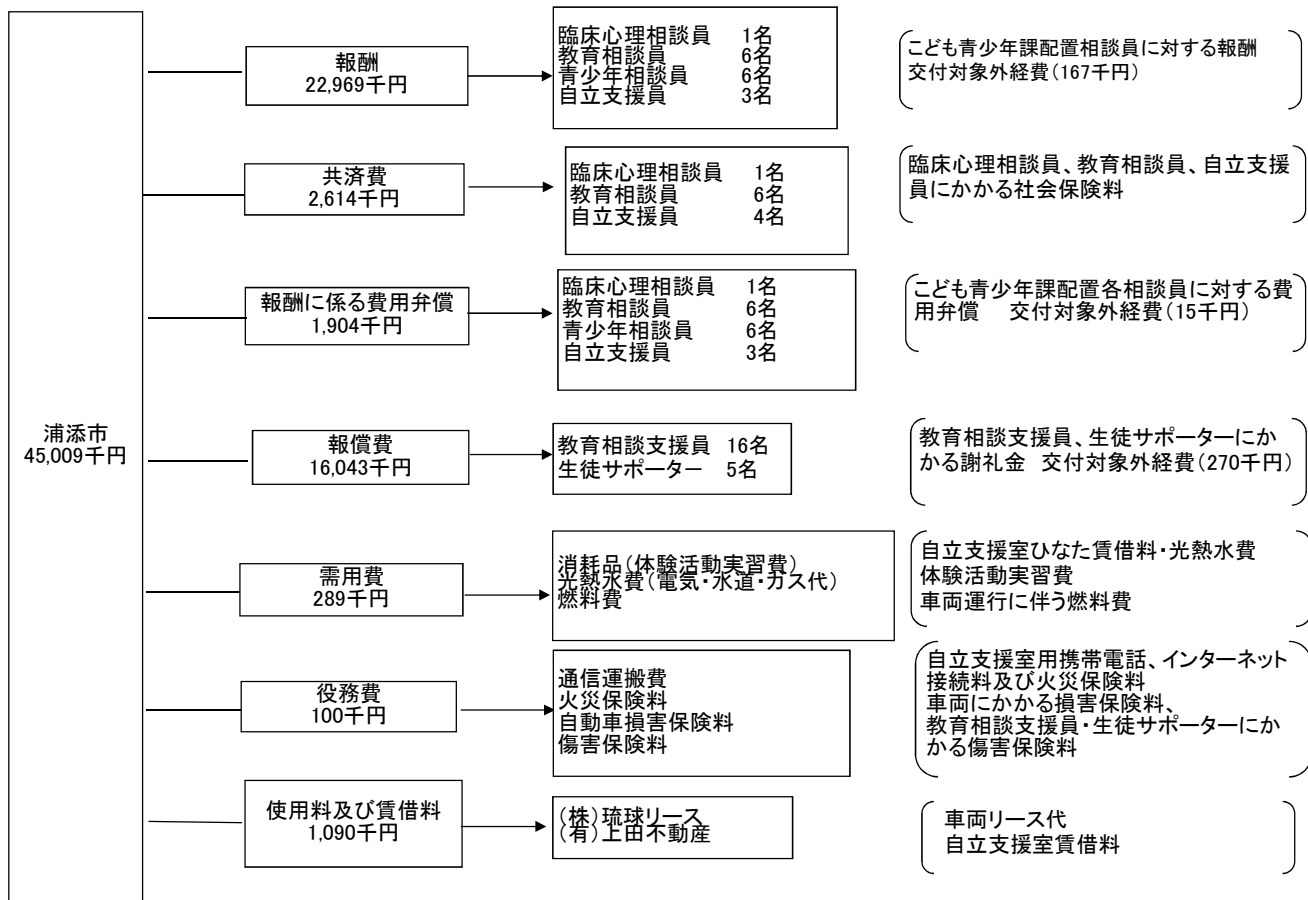 浦添市
45,009千円
報酬
22,969千円
臨床心理相談員 1名
教育相談員 6名
青少年相談員 6名
自立支援員 3名
こども青少年課配置相談員に対する報酬
交付対象外経費(167千円)
共済費
2,614千円
臨床心理相談員 1名
教育相談員 6名
自立支援員 4名
臨床心理相談員、教育相談員、自立支援
員にかかる社会保険料
報酬に係る費用弁償
1,904千円
臨床心理相談員 1名
教育相談員 6名
青少年相談員 6名
自立支援員 3名
こども青少年課配置各相談員に対する費
用弁償 交付対象外経費(15千円)
報償費
16,043千円
教育相談支援員 16名
生徒サポーター 5名
教育相談支援員、生徒サポーターにか
かる謝礼金 交付対象外経費(270千円)
需用費
289千円
消耗品(体験活動実習費)
光熱水費(電気・水道・ガス代)
燃料費
自立支援室ひなた賃借料・光熱水費
体験活動実習費
車両運行に伴う燃料費
役務費
100千円
通信運搬費
火災保険料
自動車損害保険料
傷害保険料
自立支援室用携帯電話、インターネット
接続料及び火災保険料
車両にかかる損害保険料、
教育相談支援員・生徒サポーターにか
かる傷害保険料
使用料及び賃借料
1,090千円
(株)琉球リース
(有)上田不動産
車両リース代
自立支援室賃借料